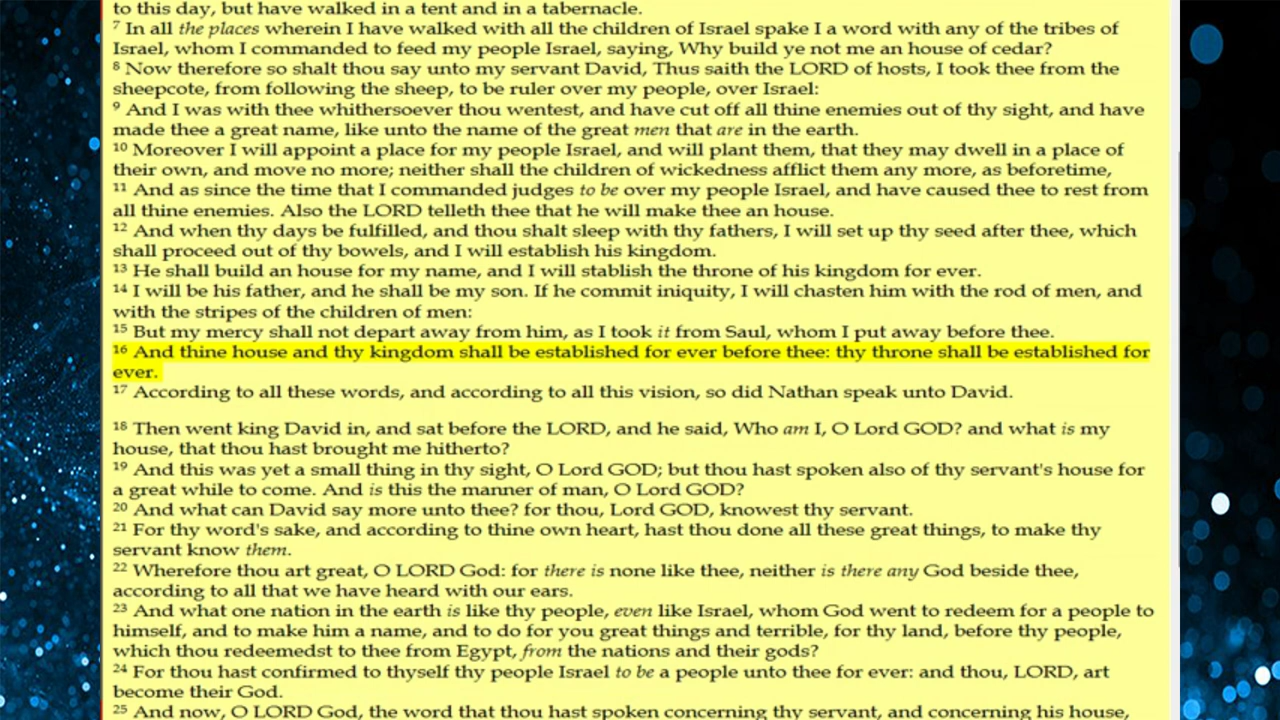 to this day, but have walked in a tent and in a tabernacle.
7 In all the places wherein I have walked with all the children of Israel spake I a word with any of the tribes of
Israel, whom I commanded to feed my people Israel, saying, Why build ye not me an house of cedar?
8 Now therefore so shalt thou say unto my servant David, Thus saith the LORD of hosts, I took thee from the
sheepcote, from following the sheep, to be ruler over my people, over Israel:
9 And I was with thee whithersoever thou wentest, and have cut off all thine enemies out of thy sight, and have
made thee a great name, like unto the name of the great men that are in the earth.
10 Moreover I will appoint a place for my people Israel, and will plant them, that they may dwell in a place of
their own, and move no more; neither shall the children of wickedness afflict them any more, as beforetime,
11 And as since the time that I commanded judges to be over my people Israel, and have caused thee to rest from
all thine enemies. Also the LORD telleth thee that he will make thee an house.
12 And when thy days be fulfilled, and thou shalt sleep with thy fathers, I will set up thy seed after thee, which
shall proceed out of thy bowels, and I will establish his kingdom.
13 He shall build an house for my name, and I will stablish the throne of his kingdom for ever.
14 I will be his father, and he shall be my son. If he commit iniquity, I will chasten him with the rod of men, and
with the stripes of the children of men:
15 But my mercy shall not depart away from him, as I took it from Saul, whom I put away before thee.
16 And thine house and thy kingdom shall be established for ever before thee: thy throne shall be established for
ever.
17 According to all these words, and according to all this vision, so did Nathan speak unto David.
18 Then went king David in, and sat before the LORD, and he said, Who am I, O Lord GOD? and what is my
house, that thou hast brought me hitherto?
19 And this was yet a small thing in thy sight, O Lord GOD; but thou hast spoken also of thy servant's house for
a great while to come. And is this the manner of man, O Lord GOD?
20 And what can David say more unto thee? for thou, Lord GOD, knowest thy servant.
21 For thy word's sake, and according to thine own heart, hast thou done all these great things, to make thy
servant know them.
22 Wherefore thou art great, O LORD God: for there is none like thee, neither is there any God beside thee,
according to all that we have heard with our ears.
23 And what one nation in the earth is like thy people, even like Israel, whom God went to redeem for a people to
himself, and to make him a name, and to do for you great things and terrible, for thy land, before thy people,
which thou redeemedst to thee from Egypt, from the nations and their gods?
24 For thou hast confirmed to thyself thy people Israel to be a people unto thee for ever: and thou, LORD, art
become their God.
25 And now, O LORD God, the word that thou hast spoken concerning thy servant, and concerning his house,